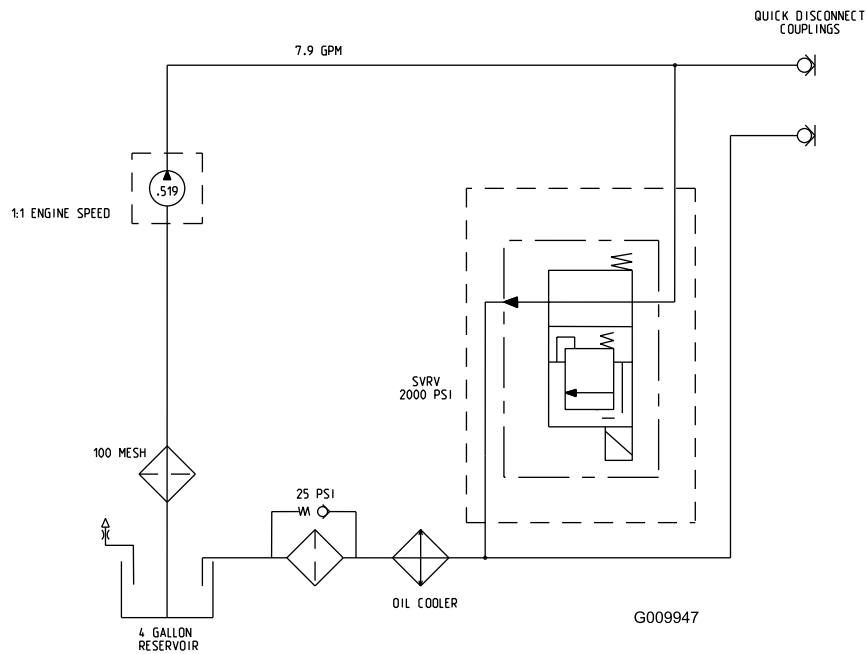 QUICK DISCONNECT
COUPLINGS
7.9 GPM
.519
1:1 ENGINE SPEED
SVRV
2000 PSI
100 MESH
25 PSI
OIL COOLER
G009947
4 GALLON
RESERVOIR